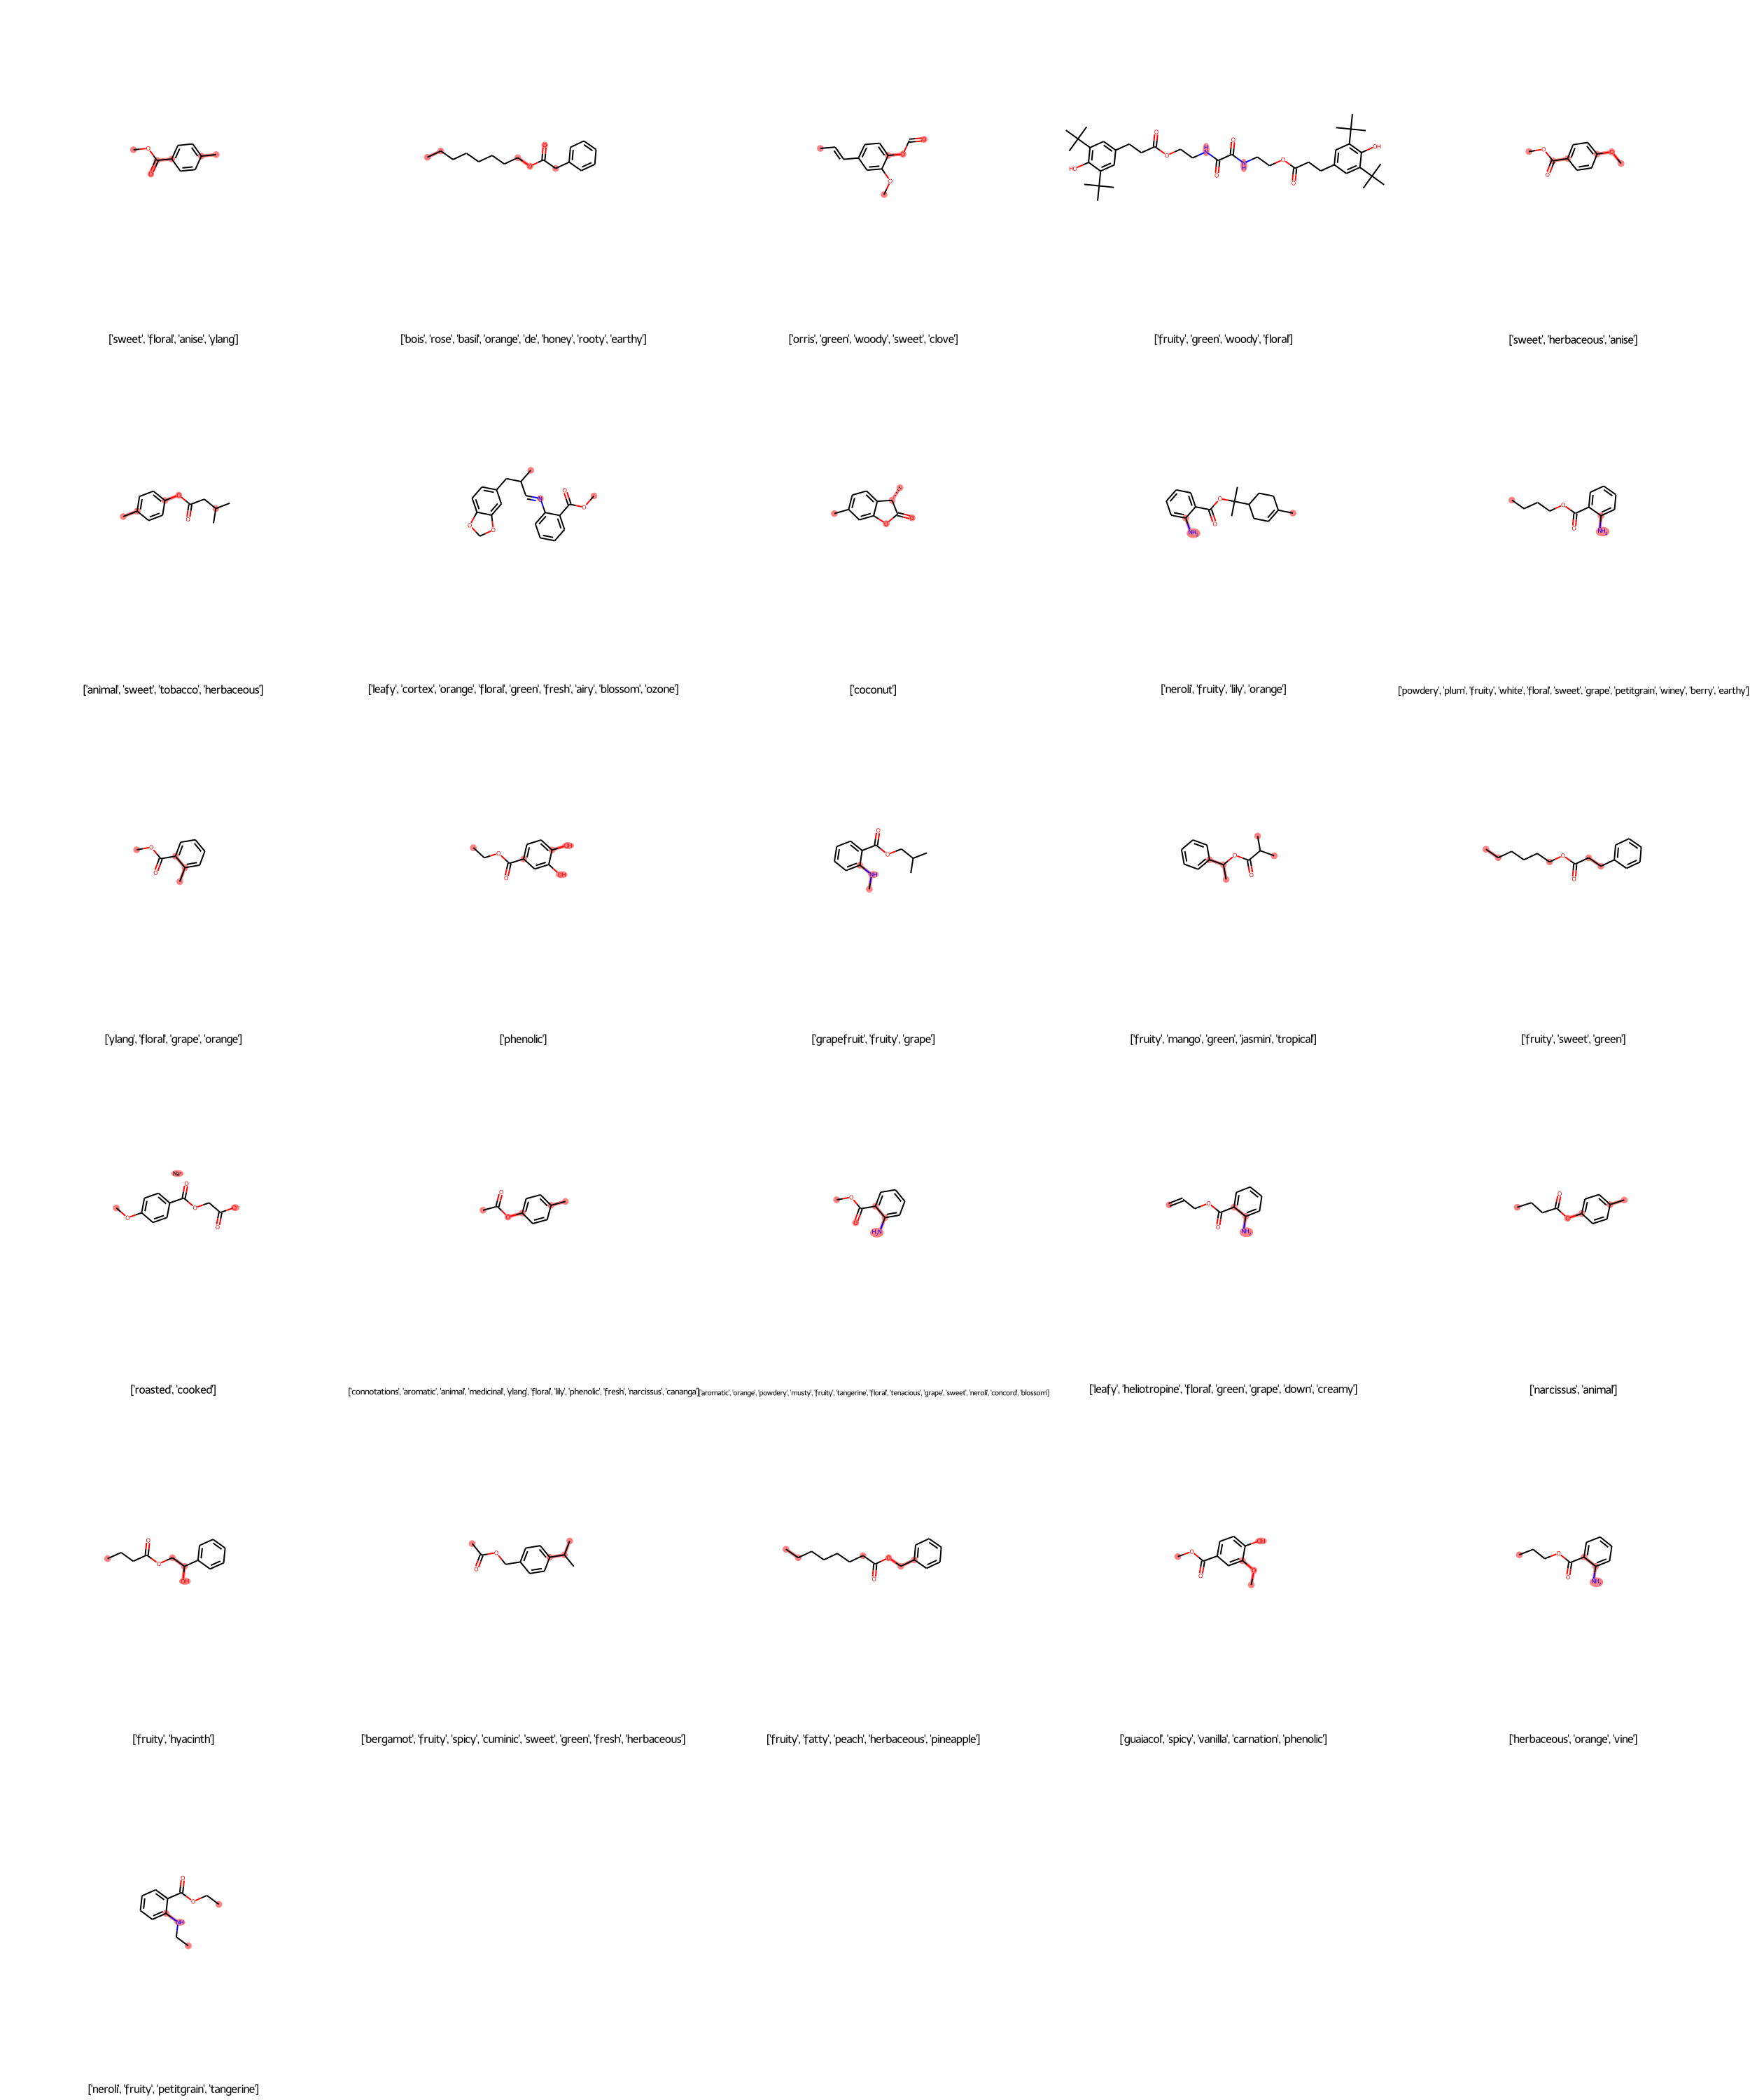 ['sweet', 'floral', 'anise', 'ylang']
['bois', 'rose', 'basil', 'orange', 'de', 'honey', 'rooty', 'earthy']
['orris', 'green', 'woody', 'sweet', 'clove']
['fruity', 'green', 'woody', 'floral']
['sweet', 'herbaceous', 'anise']
['animal', 'sweet', 'tobacco', 'herbaceous']
['leafy', 'cortex', 'orange', 'floral', 'green', 'fresh', 'airy', 'blossom', 'ozone']
['coconut']
['neroli', 'fruity', 'lily', 'orange']
['powdery', 'plum', 'fruity', 'white', 'floral', 'sweet', 'grape', 'petitgrain', 'winey', 'berry', 'earthy']
['ylang', 'floral', 'grape', 'orange']
['phenolic']
['grapefruit', 'fruity', 'grape']
['fruity', 'mango', 'green', 'jasmin', 'tropical']
['fruity', 'sweet', 'green']
['roasted', 'cooked']
['connotations', 'aromatic', 'animal', 'medicinal', 'ylang', 'floral', 'lily', 'phenolic', 'fresh', 'narcissus', 'cananga']
['aromatic', 'orange', 'powdery', 'musty', 'fruity', 'tangerine', 'floral', 'tenacious', 'grape', 'sweet', 'neroli', 'concord', 'blossom']
['leafy', 'heliotropine', 'floral', 'green', 'grape', 'down', 'creamy']
['narcissus', 'animal']
['fruity', 'hyacinth']
['bergamot', 'fruity', 'spicy', 'cuminic', 'sweet', 'green', 'fresh', 'herbaceous']
['fruity', 'fatty', 'peach', 'herbaceous', 'pineapple']
['guaiacol', 'spicy', 'vanilla', 'carnation', 'phenolic']
['herbaceous', 'orange', 'vine']
['neroli', 'fruity', 'petitgrain', 'tangerine']